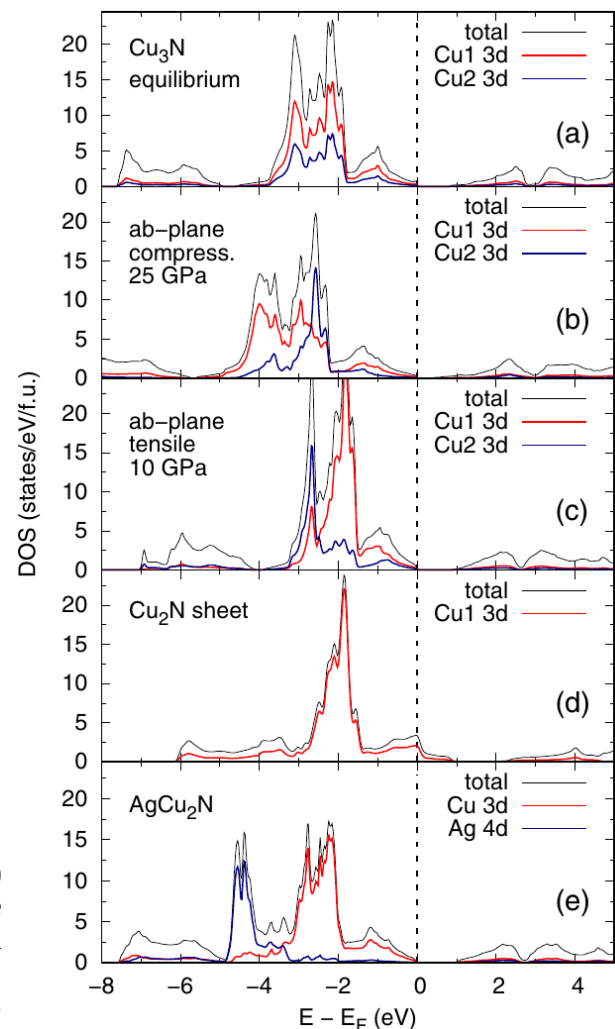 Cu3N
equilibrium
total
Cu1 3d
Cu2 3d
(a)
20
15
10
5
0
ab−plane
compress.
25 GPa
total
Cu1 3d
Cu2 3d
(b)
20
15
10
5
0
ab−plane
tensile
10 GPa
total
Cu1 3d
Cu2 3d
(c)
20
15
10
5
0
DOS (states/eV/f.u.)
Cu2N sheet
total
Cu1 3d
(d)
20
15
10
5
0
AgCu2N
total
Cu 3d
Ag 4d
(e)
20
15
10
5
0
−8 −6 −4 −2 0 2 4
E − EF (eV)